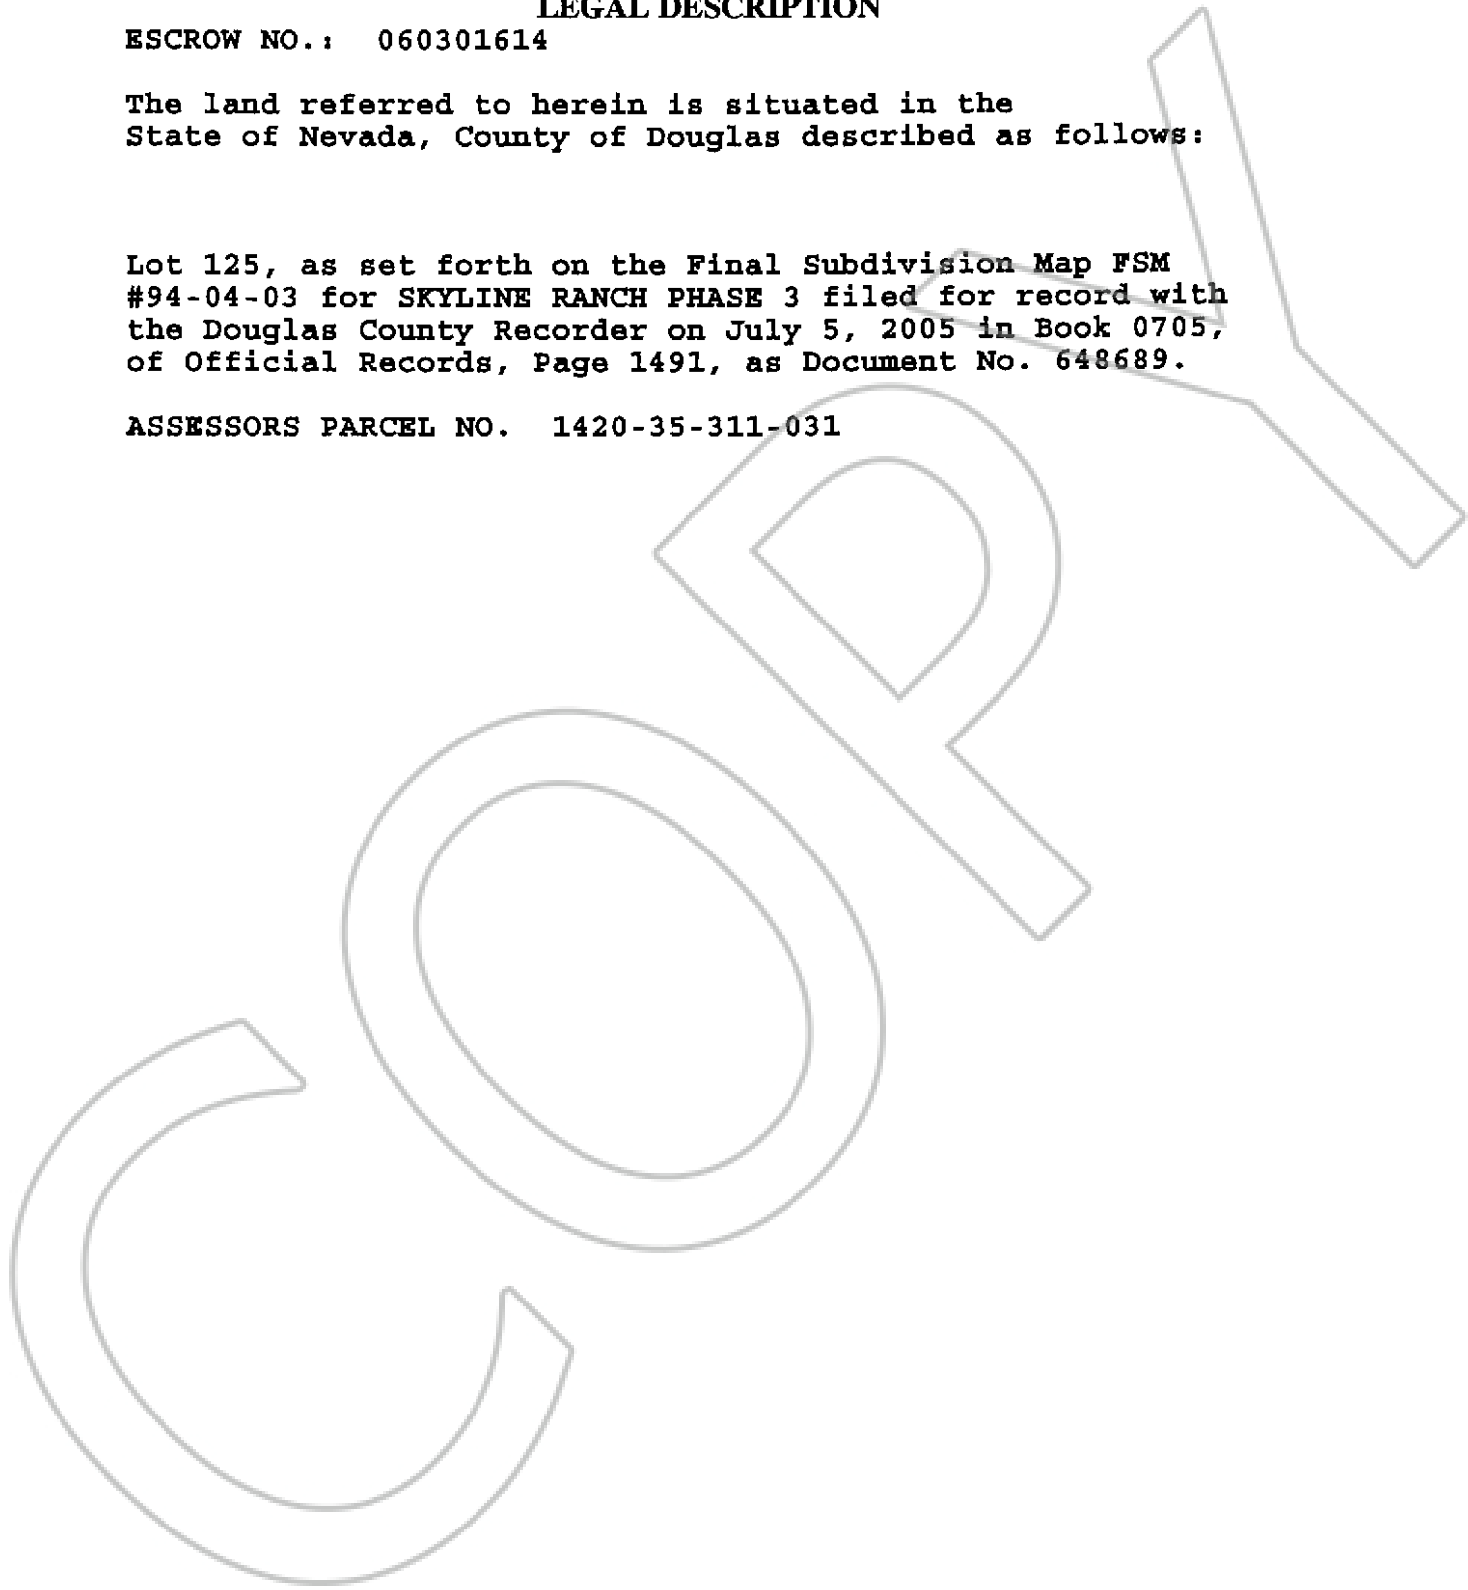 LEGAL DESCRIPTION
ESCROW NO.: 060301614
The land referred to herein is situated in the
State of Nevada, County of Douglas described as follows:
Lot 125, as set forth on the Final Subdivision Map FSM
#94-04-03 for SKYLINE RANCH PHASE 3 filed for record with
the Douglas County Recorder on July 5, 2005 in Book 0705,
of Official Records, Page 1491, as Document No. 648689.
ASSESSORS PARCEL NO. 1420-35-311-031
COPY